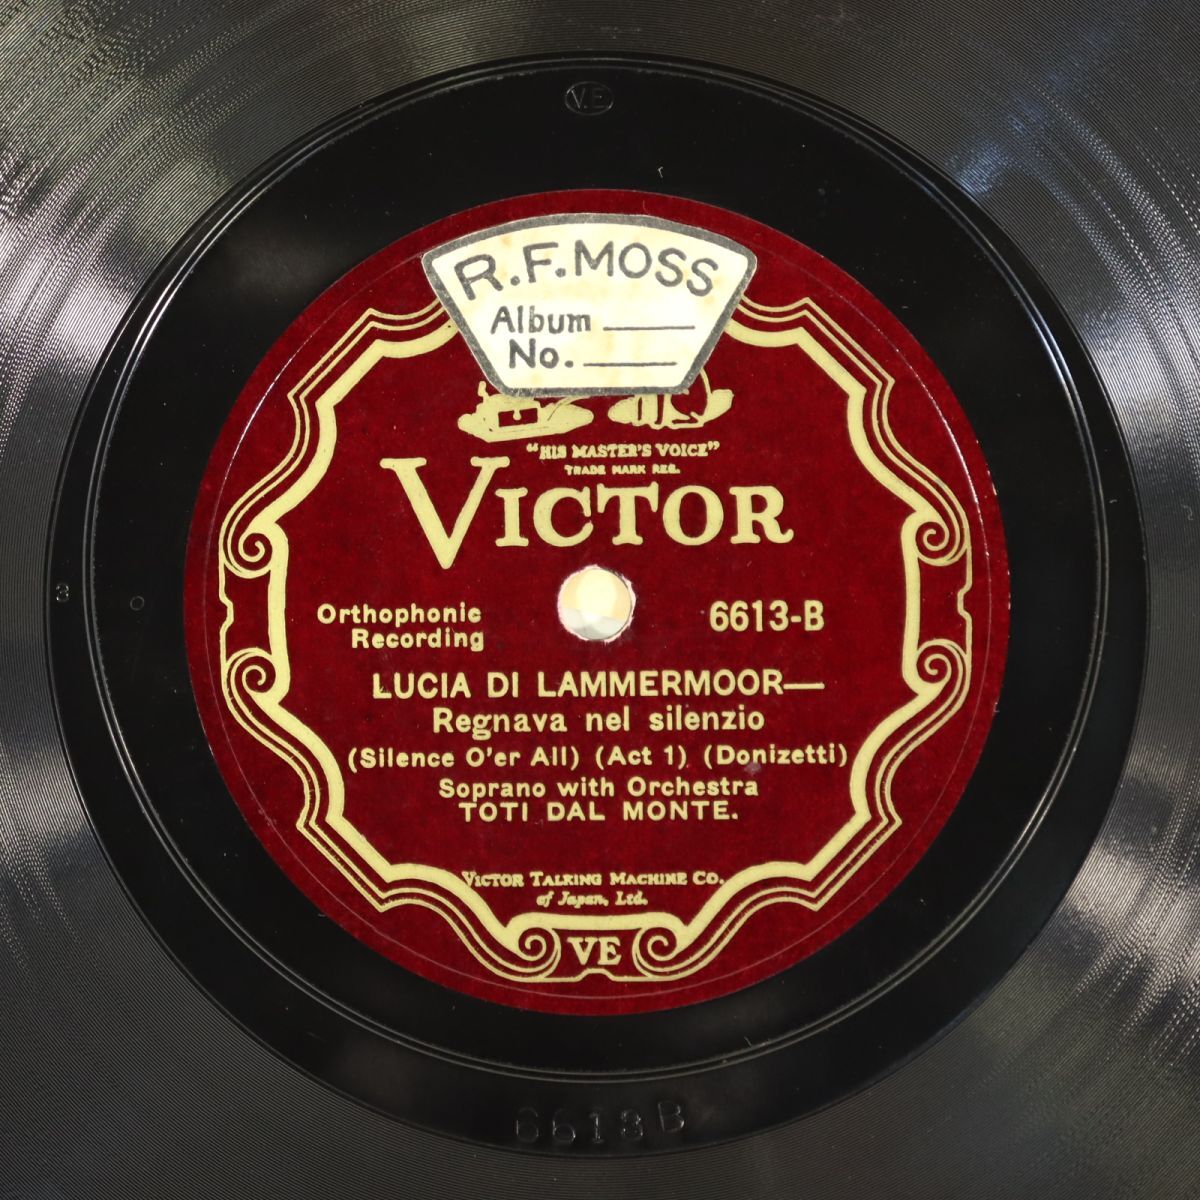 VE
R.F.MOSS
Album
No.
"HIS MASTER'S VOICE"
TRADE MARK REG.
VICTOR
Orthophonic
Recording
6613-B
LUCIA DI LAMMERMOOR—
Regnava nel silenzio
(Silence O'er All) (Act 1) (Donizetti)
Soprano with Orchestra
TOTI DAL MONTE.
VICTOR TALKING MACHINE CO.
of Japan, Ltd.
VE
6613B